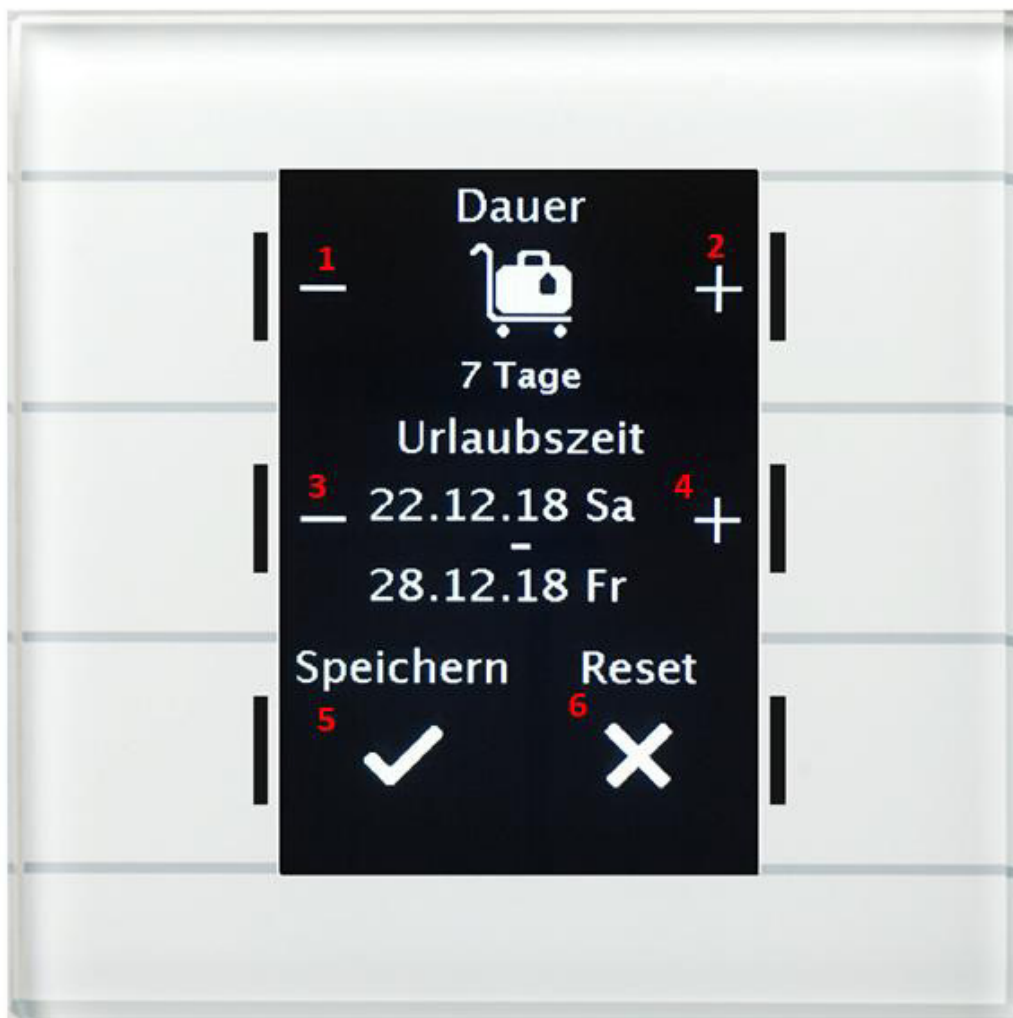 Dauer
1 2
− +
7 Tage
Urlaubszeit
3 − 22.12.18 Sa 4 +
-
28.12.18 Fr
Speichern Reset
5 6